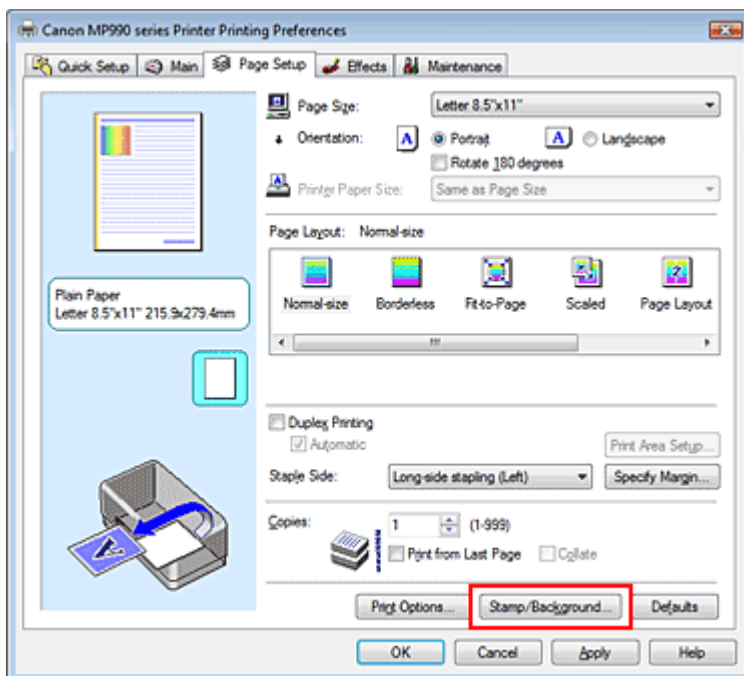 Canon MP990 series Printer Printing Preferences
Quick Setup Main Page Setup Effects Maintenance
Page Size: Letter 8.5"x11"
Orientation: A Portrait A Landscape
Rotate 180 degrees
Printer Paper Size: Same as Page Size
Page Layout: Normal-size
Normal-size Borderless Fit-to-Page Scaled Page Layout
Plain Paper
Letter 8.5"x11" 215.9x279.4mm
Duplex Printing
Automatic Print Area Setup...
Staple Side: Long-side stapling (Left) Specify Margin...
Copies: 1 (1-999)
Print from Last Page Collate
Print Options... Stamp/Background... Defaults
OK Cancel Apply Help